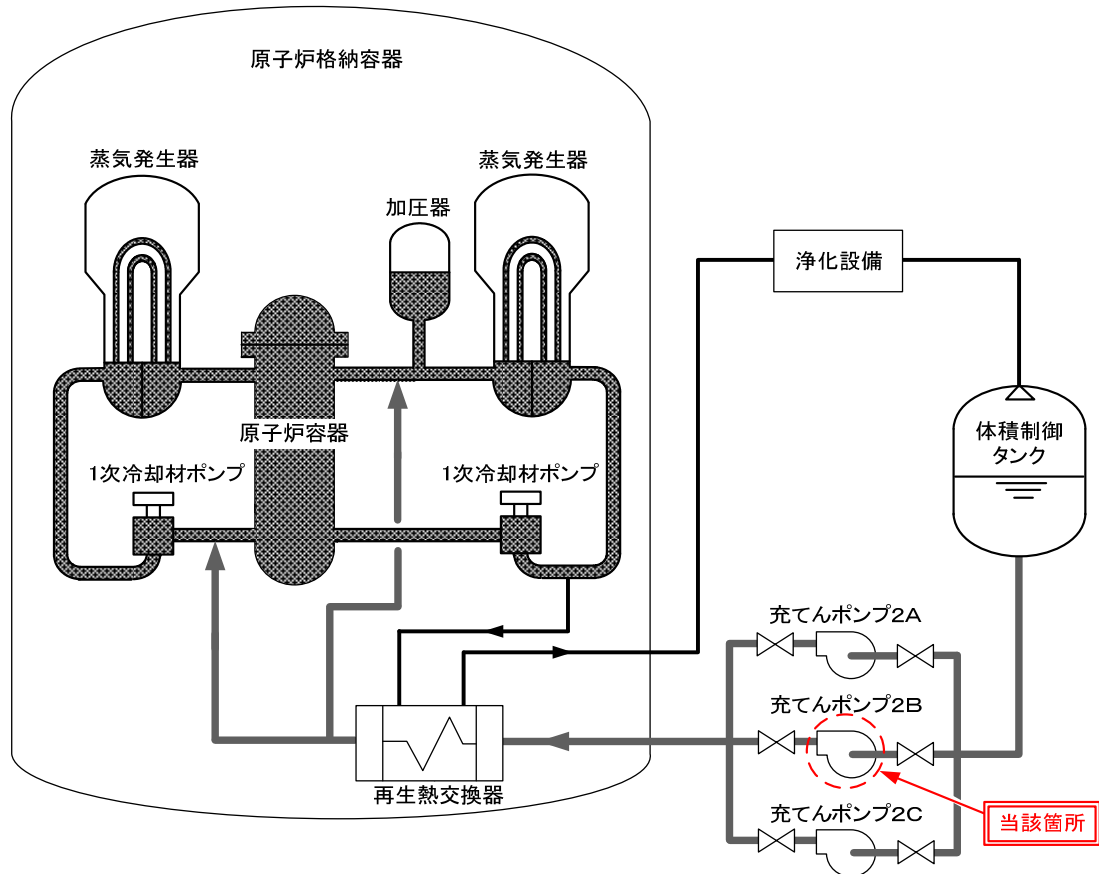 原子炉格納容器
蒸気発生器
蒸気発生器
加圧器
浄化設備
原子炉容器
体積制御
タンク
1次冷却材ポンプ
1次冷却材ポンプ
充てんポンプ2A
充てんポンプ2B
再生熱交換器
充てんポンプ2C
当該箇所